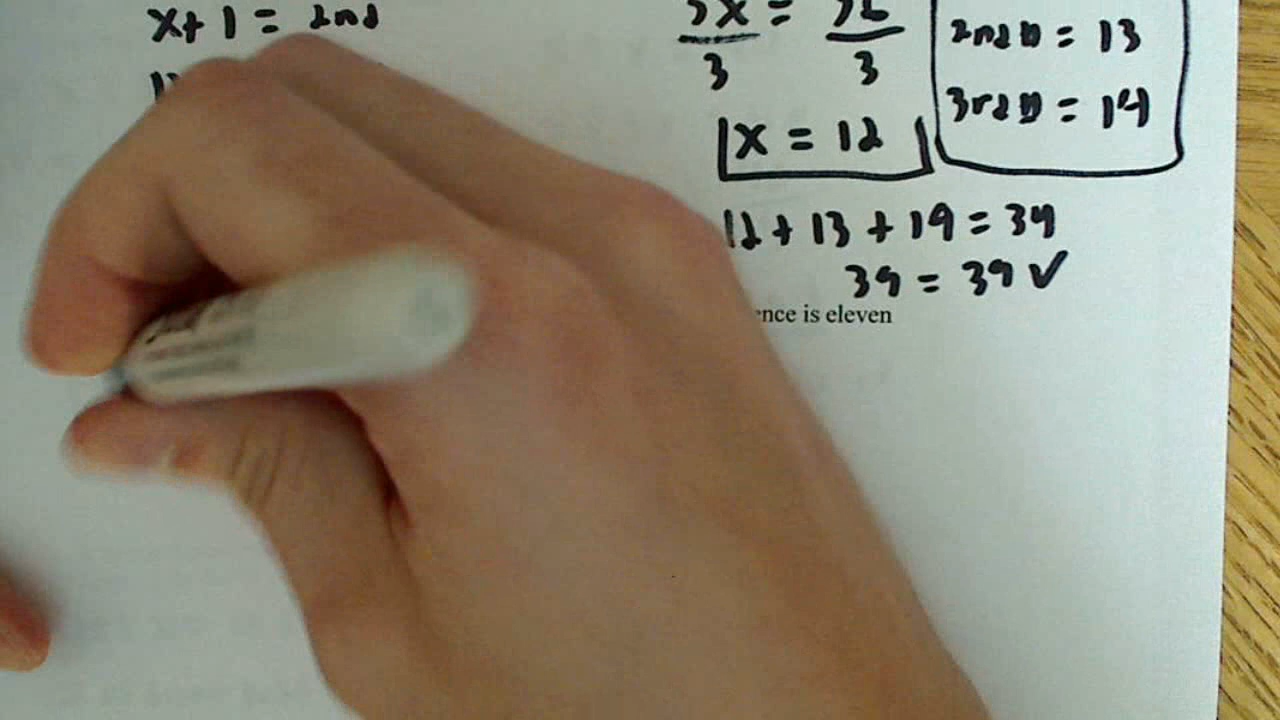 x+1 = 2nd
3x = 36
3 3
x = 12
2nd # = 13
3rd # = 14
12 + 13 + 14 = 39
39 = 39 ✓
ence is eleven